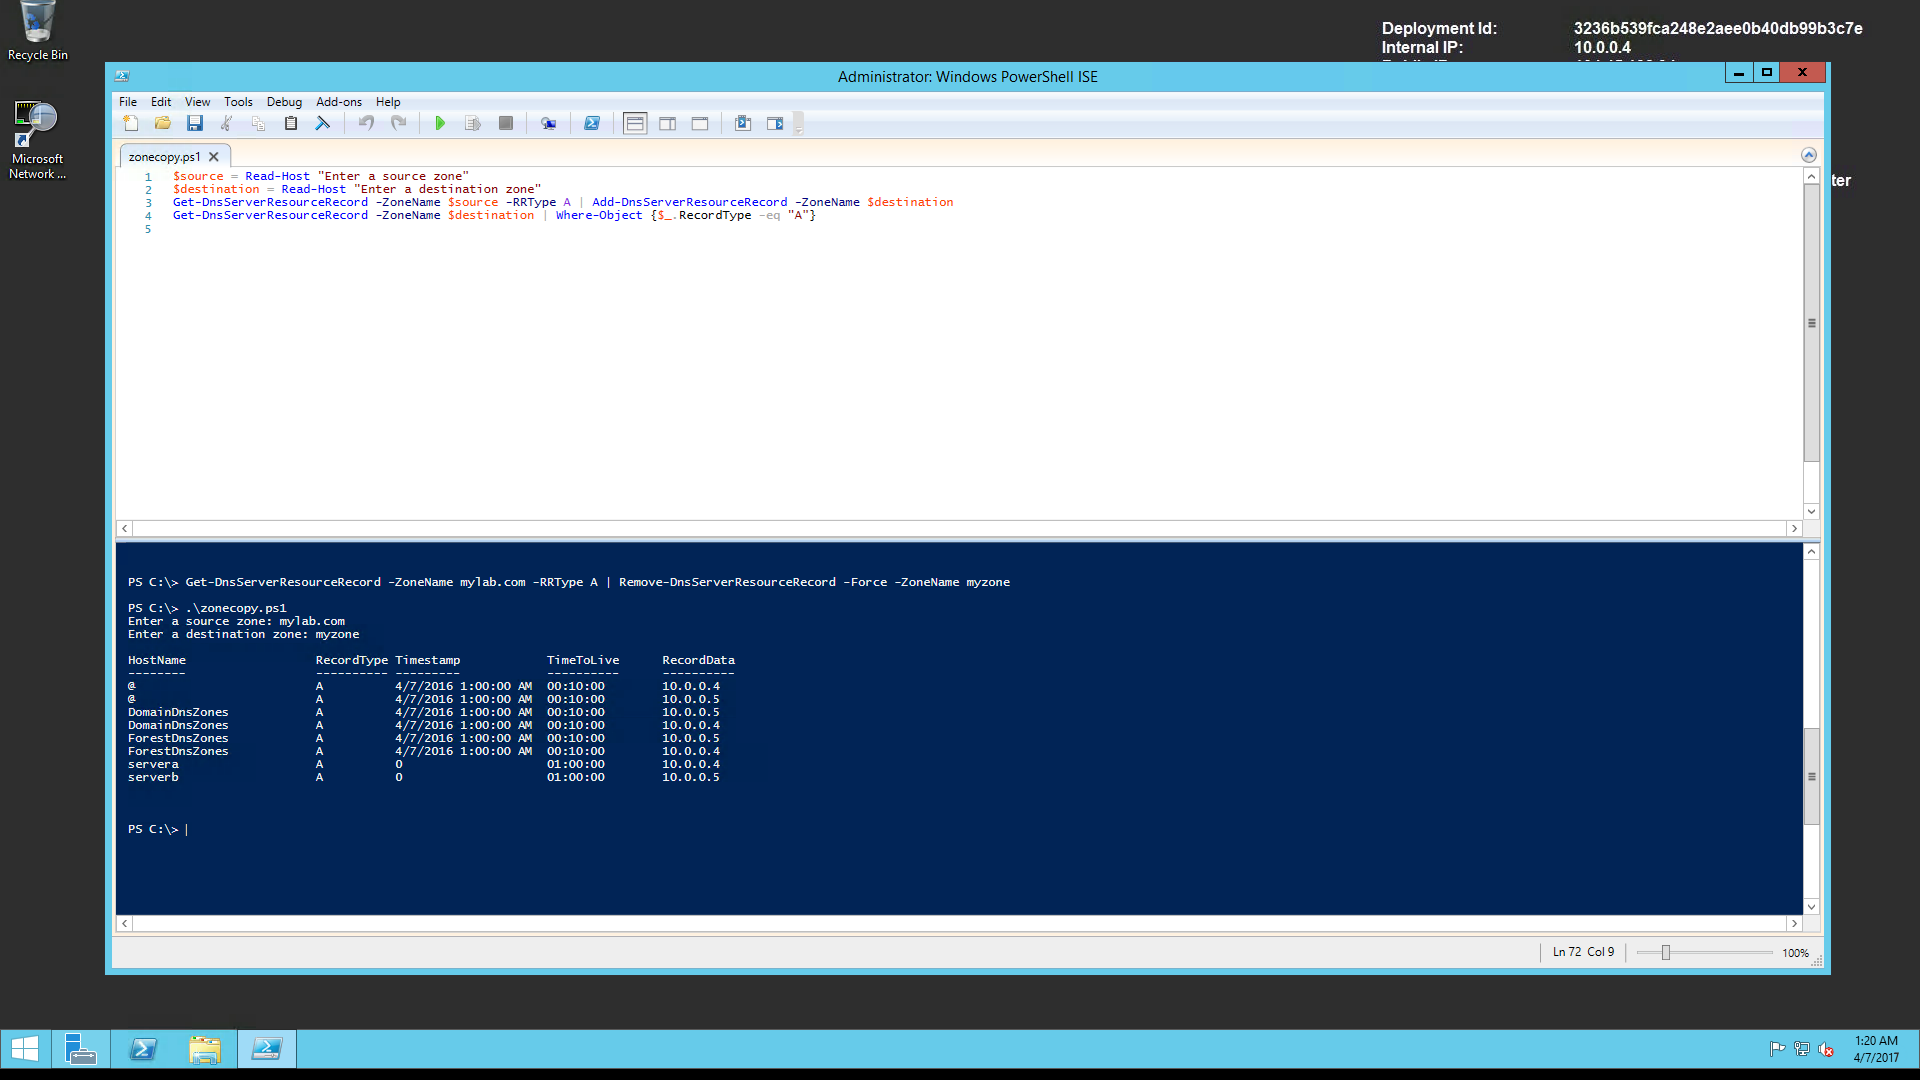 Recycle Bin
Microsoft
Network ...
Deployment Id: 3236b539fca248e2aee0b40db99b3c7e
Internal IP: 10.0.0.4
ter
Administrator: Windows PowerShell ISE
File Edit View Tools Debug Add-ons Help
zonecopy.ps1
1 $source = Read-Host "Enter a source zone"
2 $destination = Read-Host "Enter a destination zone"
3 Get-DnsServerResourceRecord -ZoneName $source -RRType A | Add-DnsServerResourceRecord -ZoneName $destination
4 Get-DnsServerResourceRecord -ZoneName $destination | Where-Object {$_.RecordType -eq "A"}
5
PS C:\> Get-DnsServerResourceRecord -ZoneName mylab.com -RRType A | Remove-DnsServerResourceRecord -Force -ZoneName myzone
PS C:\> .\zonecopy.ps1
Enter a source zone: mylab.com
Enter a destination zone: myzone
HostName RecordType Timestamp TimeToLive RecordData
-------- ---------- --------- ---------- ----------
@ A 4/7/2016 1:00:00 AM 00:10:00 10.0.0.4
@ A 4/7/2016 1:00:00 AM 00:10:00 10.0.0.5
DomainDnsZones A 4/7/2016 1:00:00 AM 00:10:00 10.0.0.5
DomainDnsZones A 4/7/2016 1:00:00 AM 00:10:00 10.0.0.4
ForestDnsZones A 4/7/2016 1:00:00 AM 00:10:00 10.0.0.5
ForestDnsZones A 4/7/2016 1:00:00 AM 00:10:00 10.0.0.4
servera A 0 01:00:00 10.0.0.4
serverb A 0 01:00:00 10.0.0.5
PS C:\>
Ln 72 Col 9
100%
1:20 AM
4/7/2017